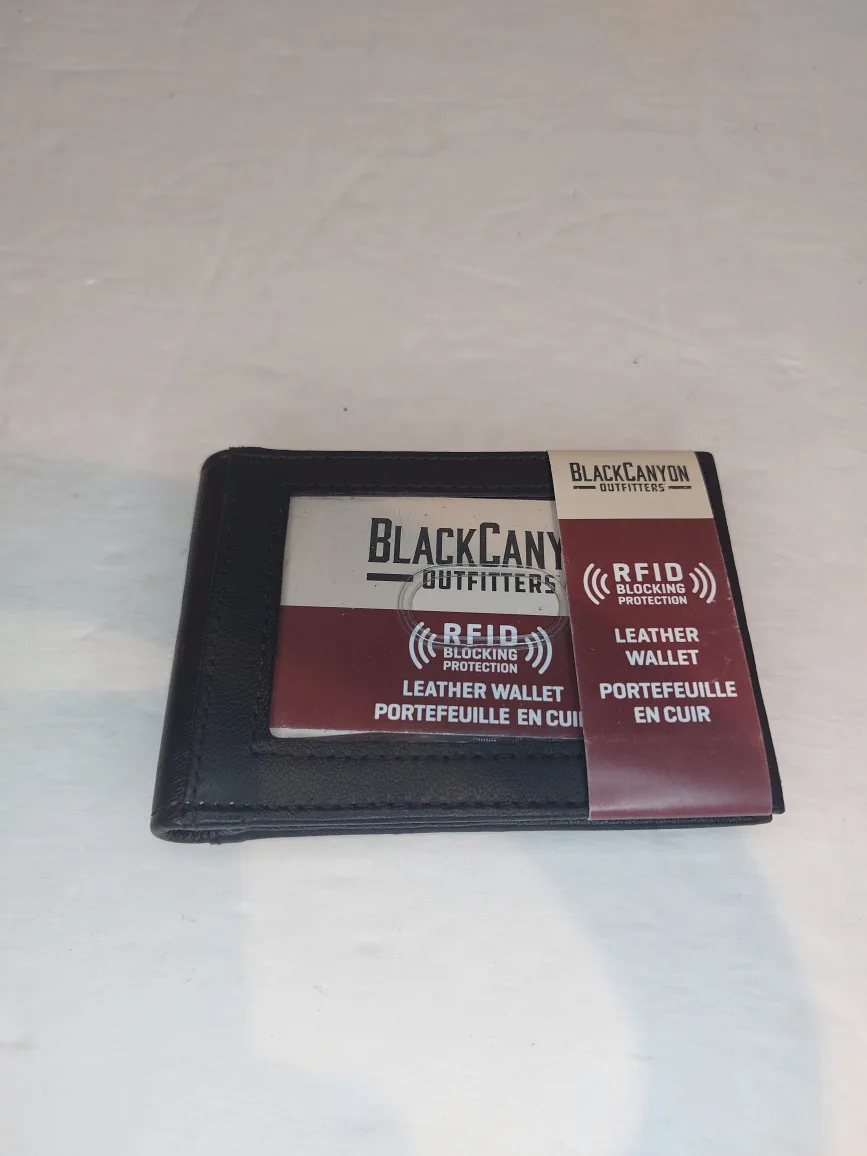 BLACKCANY
OUTFITTERS
RFID
BLOCKING
PROTECTION
LEATHER WALLET
PORTEFEUILLE EN CUI
BLACKCANYON
OUTFITTERS
RFID
BLOCKING
PROTECTION
LEATHER
WALLET
PORTEFEUILLE
EN CUIR